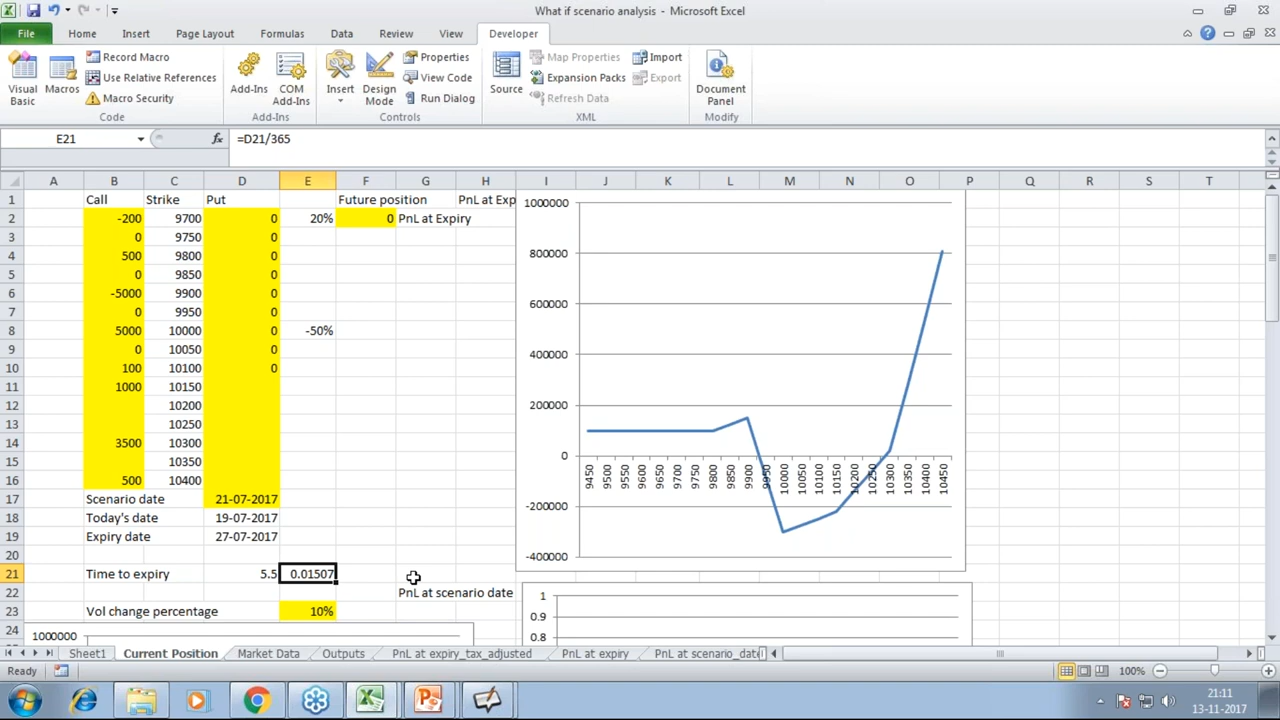 What if scenario analysis - Microsoft Excel
File Home Insert Page Layout Formulas Data Review View Developer
Visual Basic
Macros
Record Macro
Use Relative References
Macro Security
Code
Add-Ins
COM Add-Ins
Add-Ins
Insert
Design Mode
Properties
View Code
Run Dialog
Controls
Source
Map Properties
Expansion Packs
Refresh Data
Import
Export
XML
Document Panel
Modify
E21 fx =D21/365
A B C D E F G H I J K L M N O P Q R S T
1 Call Strike Put Future position PnL at Exp
2 -200 9700 0 20% 0 PnL at Expiry
3 0 9750 0
4 500 9800 0
5 0 9850 0
6 -5000 9900 0
7 0 9950 0
8 5000 10000 0 -50%
9 0 10050 0
10 100 10100 0
11 1000 10150
12 10200
13 10250
14 3500 10300
15 10350
16 500 10400
17 Scenario date 21-07-2017
18 Today's date 19-07-2017
19 Expiry date 27-07-2017
20
21 Time to expiry 5.5 0.01507
22 PnL at scenario date
23 Vol change percentage 10%
24
1000000
1000000
800000
600000
400000
200000
0
-200000
-400000
9450 9500 9550 9600 9650 9700 9750 9800 9850 9900 9950 10000 10050 10100 10150 10200 10250 10300 10350 10400 10450
1
0.9
0.8
Sheet1 Current Position Market Data Outputs PnL at expiry_tax_adjusted PnL at expiry PnL at scenario_date
Ready 100%
21:11
13-11-2017